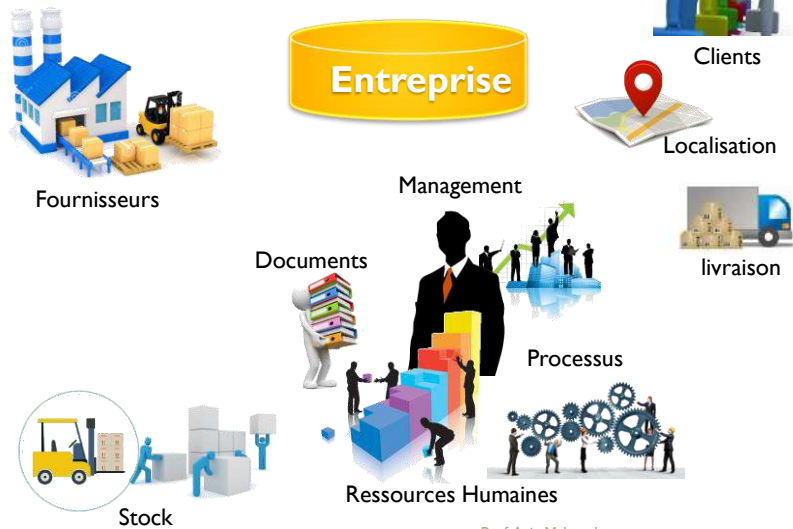 Entreprise
Clients
Localisation
Fournisseurs
Management
livraison
Documents
Processus
Ressources Humaines
Stock